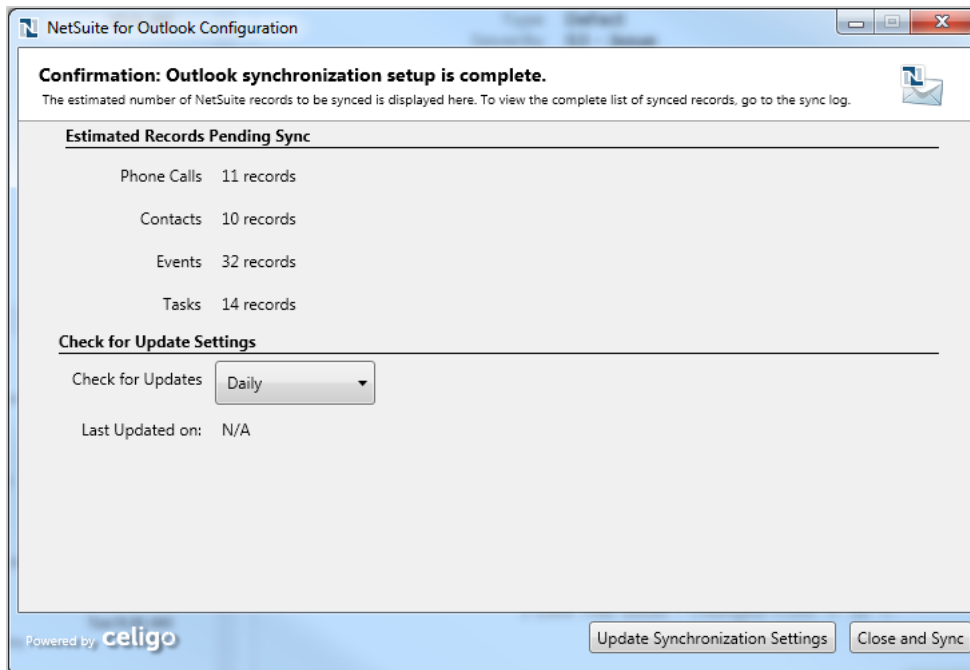 NetSuite for Outlook Configuration
Confirmation: Outlook synchronization setup is complete.
The estimated number of NetSuite records to be synced is displayed here. To view the complete list of synced records, go to the sync log.
Estimated Records Pending Sync
Phone Calls 11 records
Contacts 10 records
Events 32 records
Tasks 14 records
Check for Update Settings
Check for Updates Daily
Last Updated on: N/A
Powered by celigo
Update Synchronization Settings Close and Sync